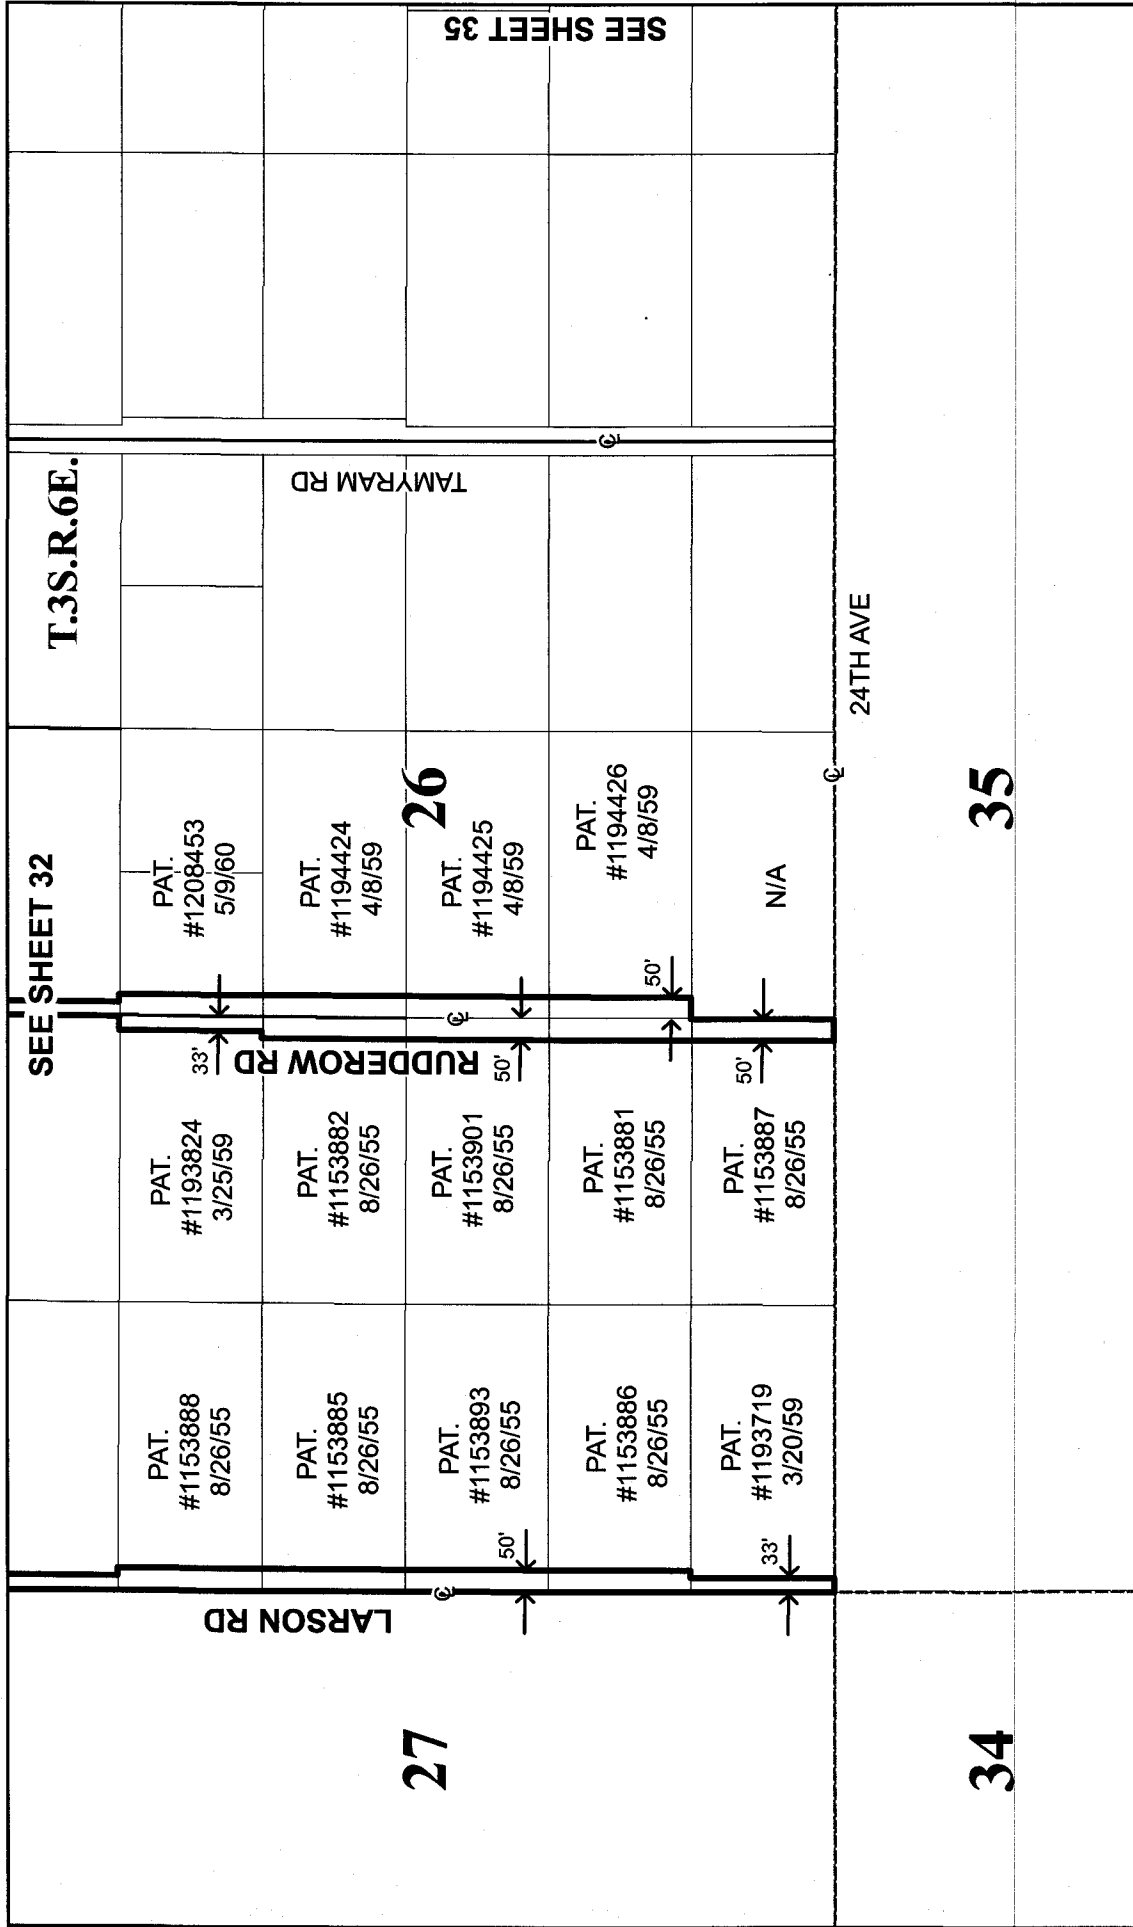 SEE SHEET 32
T.3S.R.6E.
SEE SHEET 35
27
LARSON RD
PAT.
#1153888
8/26/55
PAT.
#1193824
3/25/59
33'
RUDDEROW RD
PAT.
#1208453
5/9/60
TAMYRAM RD
PAT.
#1153885
8/26/55
PAT.
#1153882
8/26/55
PAT.
#1194424
4/8/59
26
50'
PAT.
#1153893
8/26/55
PAT.
#1153901
8/26/55
50'
PAT.
#1194425
4/8/59
PAT.
#1153886
8/26/55
PAT.
#1153881
8/26/55
50'
PAT.
#1194426
4/8/59
33'
PAT.
#1193719
3/20/59
PAT.
#1153887
8/26/55
50'
N/A
24TH AVE
34
35